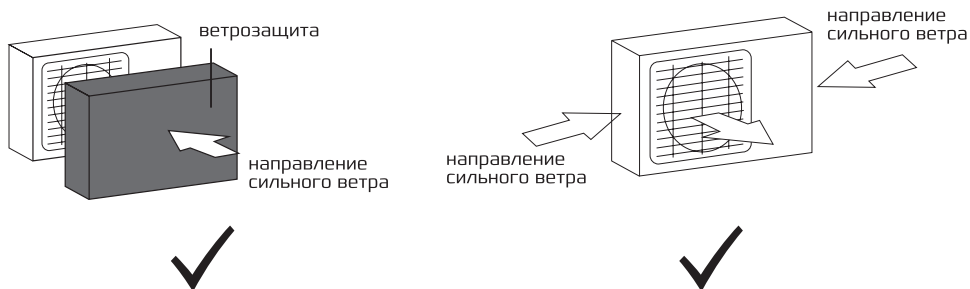 ветрозащита
направление
сильного ветра
направление
сильного ветра
направление
сильного ветра